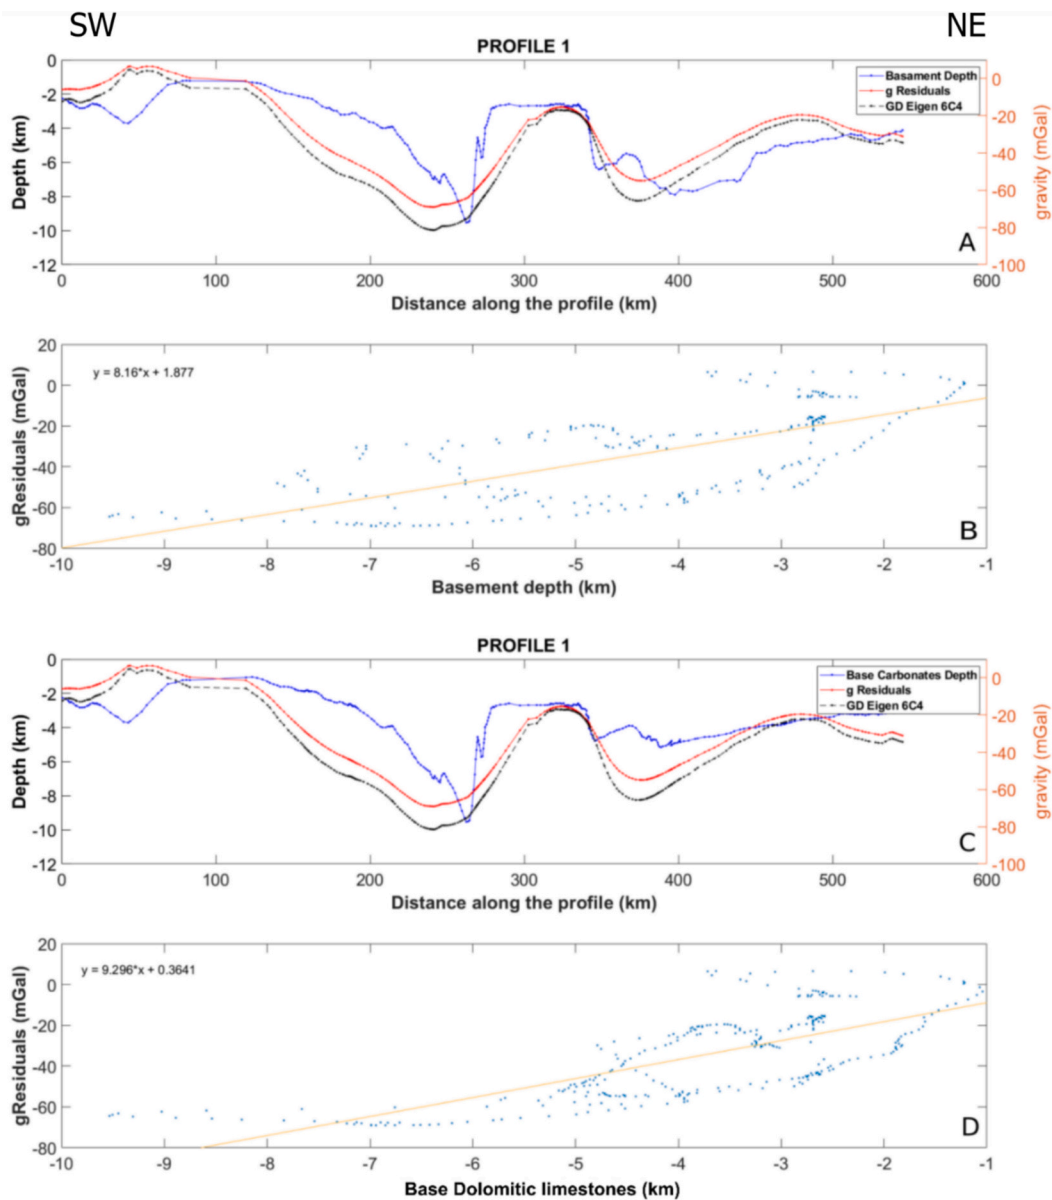 SW NE
PROFILE 1
0
-2
-4
-6
-8
-10
-12
Depth (km)
0
-20
-40
-60
-80
-100
gravity (mGal)
Basament Depth
g Residuals
GD Eigen 6C4
A
0 100 200 300 400 500 600
Distance along the profile (km)
20
0
-20
-40
-60
-80
gResiduals (mGal)
y = 8.16*x + 1.877
B
-10 -9 -8 -7 -6 -5 -4 -3 -2 -1
Basement depth (km)
PROFILE 1
0
-2
-4
-6
-8
-10
-12
Depth (km)
0
-20
-40
-60
-80
-100
gravity (mGal)
Base Carbonates Depth
g Residuals
GD Eigen 6C4
C
0 100 200 300 400 500 600
Distance along the profile (km)
20
0
-20
-40
-60
-80
gResiduals (mGal)
y = 9.296*x + 0.3641
D
-10 -9 -8 -7 -6 -5 -4 -3 -2 -1
Base Dolomitic limestones (km)